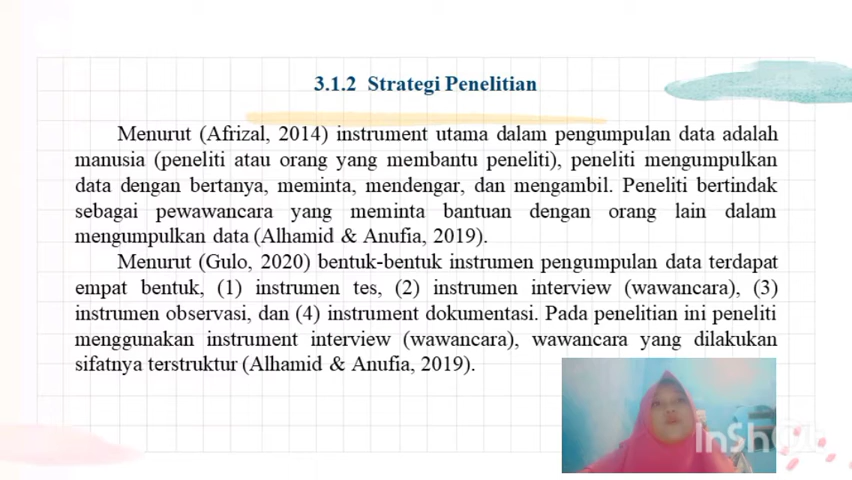 3.1.2 Strategi Penelitian
Menurut (Afrizal, 2014) instrument utama dalam pengumpulan data adalah
manusia (peneliti atau orang yang membantu peneliti), peneliti mengumpulkan
data dengan bertanya, meminta, mendengar, dan mengambil. Peneliti bertindak
sebagai pewawancara yang meminta bantuan dengan orang lain dalam
mengumpulkan data (Alhamid & Anufia, 2019).
Menurut (Gulo, 2020) bentuk-bentuk instrumen pengumpulan data terdapat
empat bentuk, (1) instrumen tes, (2) instrumen interview (wawancara), (3)
instrumen observasi, dan (4) instrument dokumentasi. Pada penelitian ini peneliti
menggunakan instrument interview (wawancara), wawancara yang dilakukan
sifatnya terstruktur (Alhamid & Anufia, 2019).
InShOt